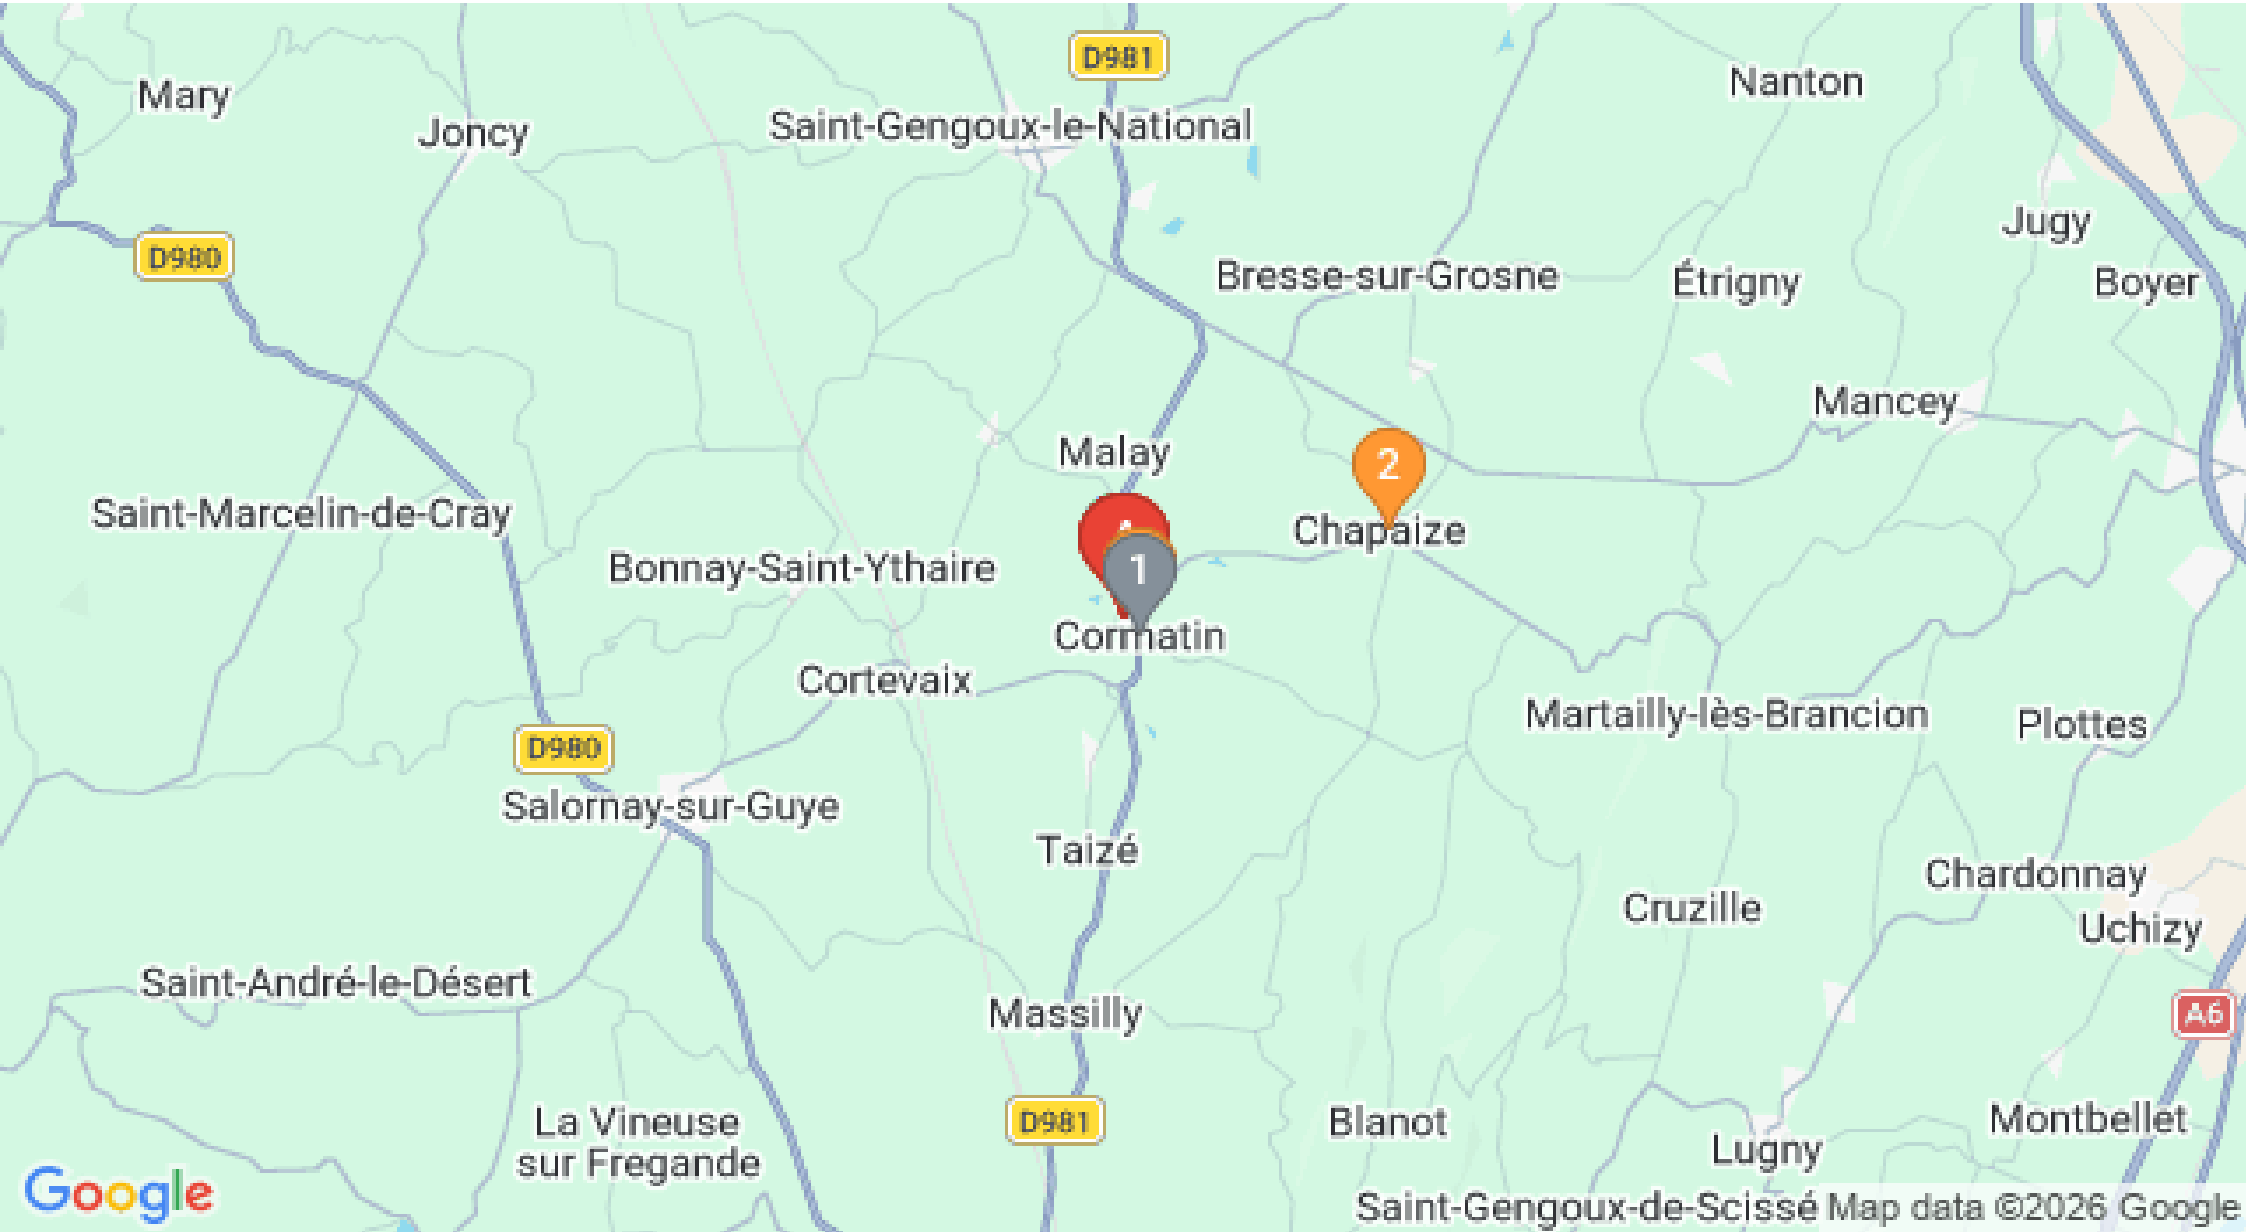 D981
Nanton
Mary
Saint-Gengoux-le-National
Joncy
Jugy
D980
Bresse-sur-Grosne
Étrigny
Boyer
Mancey
Malay
2
Saint-Marcelin-de-Cray
Chapaize
Bonnay-Saint-Ythaire
1
Cormatin
Cortevaix
Martailly-lès-Brancion
Plottes
D980
Salornay-sur-Guye
Taizé
Chardonnay
Cruzille
Uchizy
Saint-André-le-Désert
Massilly
A6
La Vineuse
sur Fregande
D981
Blanot
Montbellet
Lugny
Google
Saint-Gengoux-de-Scissé
Map data ©2026 Google